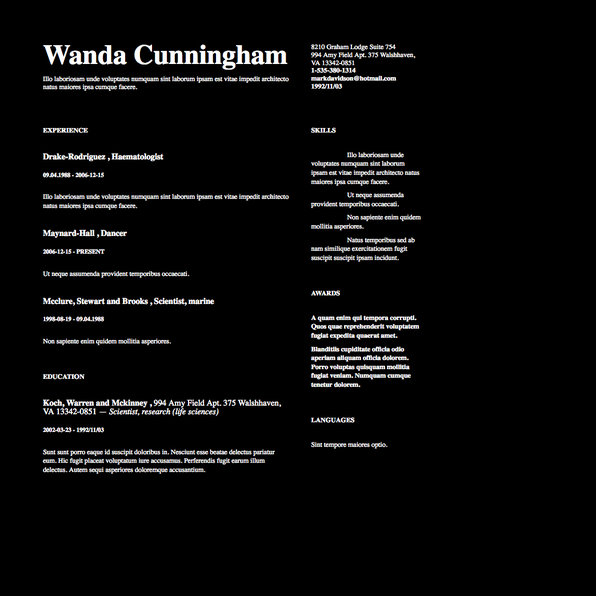 Wanda Cunningham
Illo laboriosam unde voluptates numquam sint laborum ipsam est vitae impedit architecto
natus maiores ipsa cumque facere.
8210 Graham Lodge Suite 754
994 Amy Field Apt. 375 Walshhaven,
VA 13342-0851
1-535-380-1314
markdavidson@hotmail.com
1992/11/03
EXPERIENCE
Drake-Rodriguez , Haematologist
09.04.1988 - 2006-12-15
Illo laboriosam unde voluptates numquam sint laborum ipsam est vitae impedit architecto
natus maiores ipsa cumque facere.
Maynard-Hall , Dancer
2006-12-15 - PRESENT
Ut neque assumenda provident temporibus occaecati.
Mcclure, Stewart and Brooks , Scientist, marine
1998-08-19 - 09.04.1988
Non sapiente enim quidem mollitia asperiores.
EDUCATION
Koch, Warren and Mckinney , 994 Amy Field Apt. 375 Walshhaven,
VA 13342-0851 — Scientist, research (life sciences)
2002-03-23 - 1992/11/03
Sunt sunt porro eaque id suscipit doloribus in. Nesciunt esse beatae delectus pariatur
eum. Hic fugit placeat voluptatum iure accusamus. Perferendis fugit earum illum
delectus. Autem sequi asperiores doloremque accusantium.
SKILLS
Illo laboriosam unde
voluptates numquam sint laborum
ipsam est vitae impedit architecto
natus maiores ipsa cumque facere.
Ut neque assumenda
provident temporibus occaecati.
Non sapiente enim quidem
mollitia asperiores.
Natus temporibus sed ab
nam similique exercitationem fugit
suscipit suscipit ipsam incidunt.
AWARDS
A quam enim qui tempora corrupti.
Quos quae reprehenderit voluptatem
fugiat expedita quaerat amet.
Blanditiis cupiditate officia odio
aperiam aliquam officia dolorem.
Porro voluptas quisquam mollitia
fugiat veniam. Numquam cumque
tenetur dolorem.
LANGUAGES
Sint tempore maiores optio.